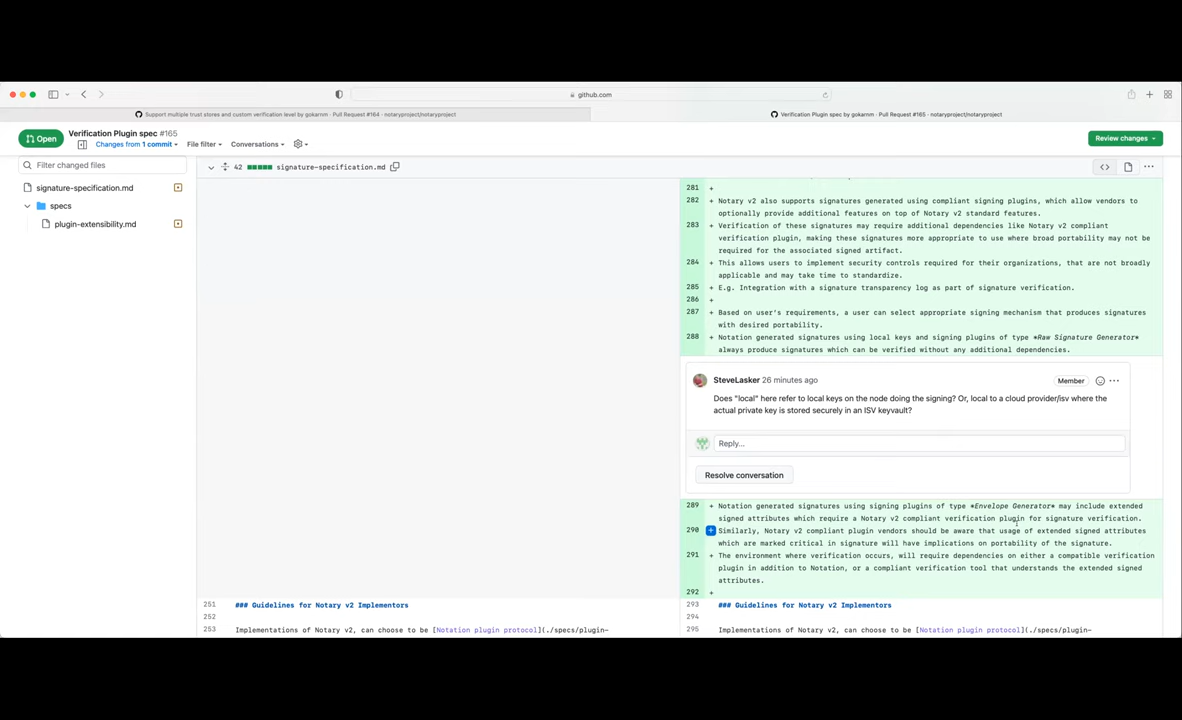 github.com
Support multiple trust stores and custom verification level by gokarnm · Pull Request #164 · notaryproject/notaryproject
Verification Plugin spec by gokarnm · Pull Request #165 · notaryproject/notaryproject
Open
Verification Plugin spec #165
Changes from 1 commit
File filter
Conversations
Review changes
Filter changed files
42
signature-specification.md
signature-specification.md
specs
plugin-extensibility.md
281 +
282 + Notary v2 also supports signatures generated using compliant signing plugins, which allow vendors to
optionally provide additional features on top of Notary v2 standard features.
283 + Verification of these signatures may require additional dependencies like Notary v2 compliant
verification plugin, making these signatures more appropriate to use where broad portability may not be
required for the associated signed artifact.
284 + This allows users to implement security controls required for their organizations, that are not broadly
applicable and may take time to standardize.
285 + E.g. Integration with a signature transparency log as part of signature verification.
286 +
287 + Based on user's requirements, a user can select appropriate signing mechanism that produces signatures
with desired portability.
288 + Notation generated signatures using local keys and signing plugins of type *Raw Signature Generator*
always produce signatures which can be verified without any additional dependencies.
SteveLasker 26 minutes ago
Member
Does "local" here refer to local keys on the node doing the signing? Or, local to a cloud provider/isv where the
actual private key is stored securely in an ISV keyvault?
Reply...
Resolve conversation
289 + Notation generated signatures using signing plugins of type *Envelope Generator* may include extended
signed attributes which require a Notary v2 compliant verification plugin for signature verification.
290 + Similarly, Notary v2 compliant plugin vendors should be aware that usage of extended signed attributes
which are marked critical in signature will have implications on portability of the signature.
291 + The environment where verification occurs, will require dependencies on either a compatible verification
plugin in addition to Notation, or a compliant verification tool that understands the extended signed
attributes.
292 +
251 ### Guidelines for Notary v2 Implementors
252
253 Implementations of Notary v2, can choose to be [Notation plugin protocol](./specs/plugin-
293 ### Guidelines for Notary v2 Implementors
294
295 Implementations of Notary v2, can choose to be [Notation plugin protocol](./specs/plugin-